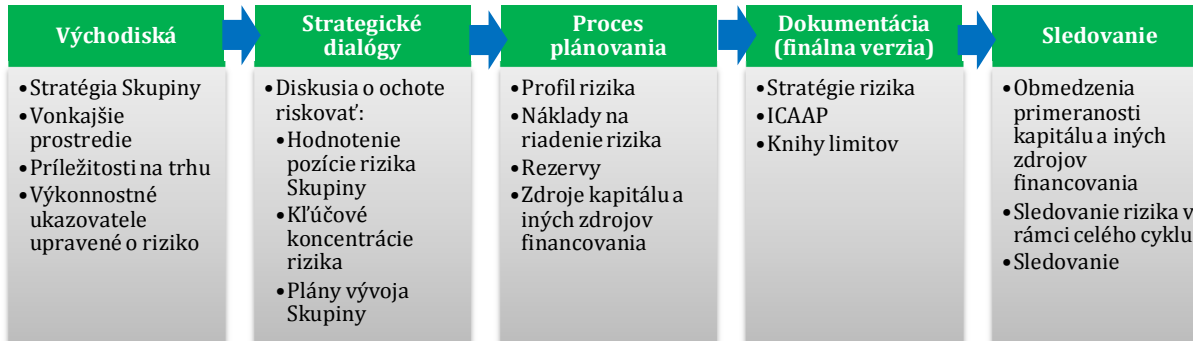 Východiská
• Stratégia Skupiny
• Vonkajšie
prostredie
• Príležitosti na trhu
• Výkonnostné
ukazovatele
upravené o riziko
Strategické
dialógy
• Diskusia o ochote
riskovať:
• Hodnotenie
pozície rizika
Skupiny
• Kľúčové
koncentrácie
rizika
• Plány vývoja
Skupiny
Proces
plánovania
• Profil rizika
• Náklady na
riadenie rizika
• Rezervy
• Zdroje kapitálu a
iných zdrojov
financovania
Dokumentácia
(finálna verzia)
• Stratégie rizika
• ICAAP
• Knihy limitov
Sledovanie
• Obmedzenia
primeranosti
kapitálu a iných
zdrojov
financovania
• Sledovanie rizika v
rámci celého cyklu
• Sledovanie